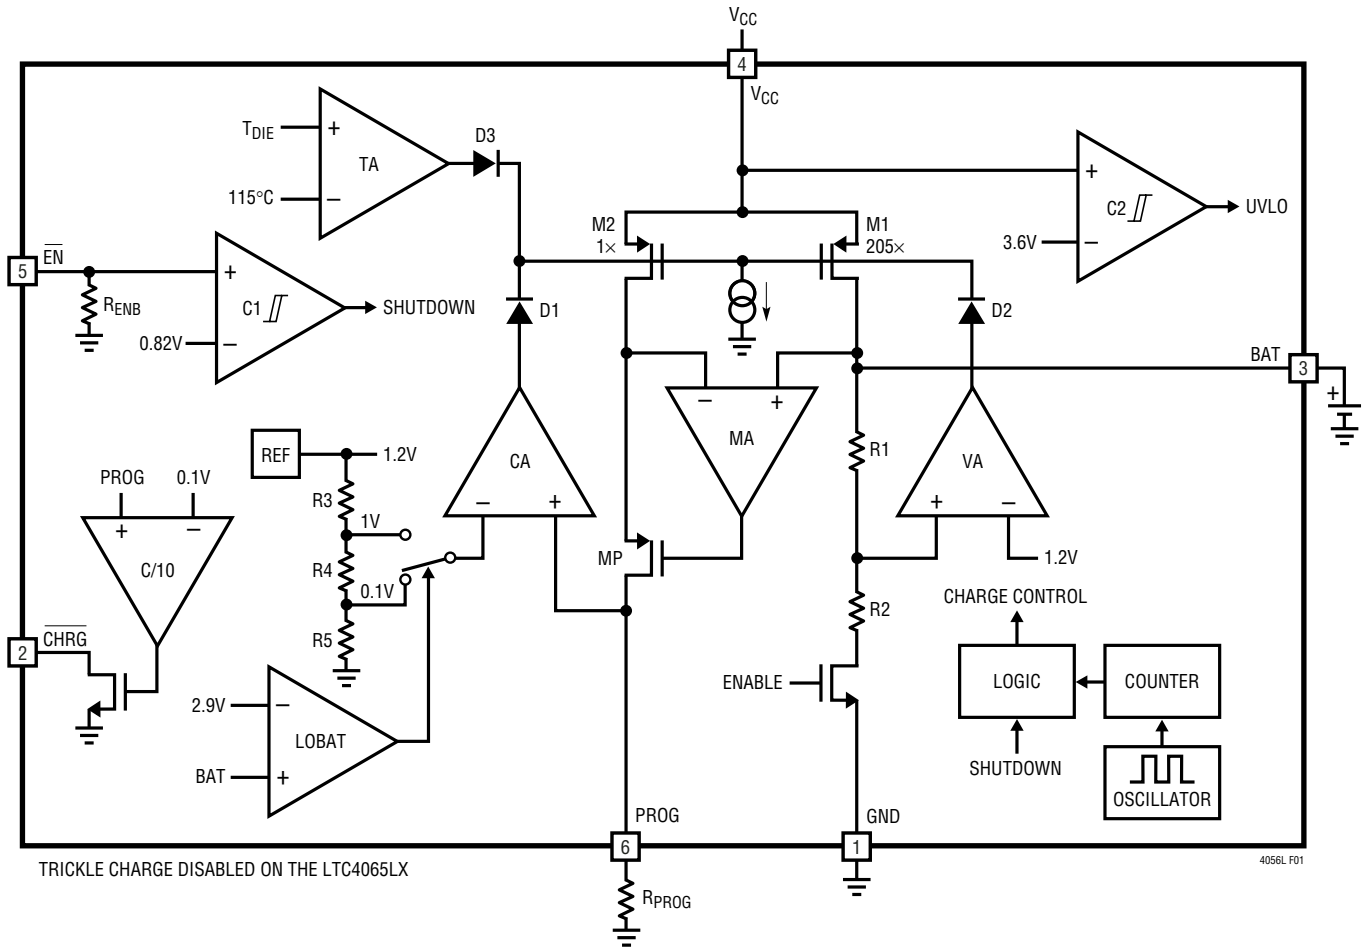 VCC
4
VCC
D3
TDIE
+
TA
115°C
−
+
C2
UVLO
3.6V
−
M2
1×
M1
205×
5
EN
+
RENB
C1
SHUTDOWN
0.82V
−
D1
D2
BAT
3
+
−
+
MA
REF
1.2V
CA
−
+
R1
VA
+
−
1.2V
PROG
0.1V
+
−
C/10
R3
1V
R4
0.1V
R5
MP
R2
CHARGE CONTROL
2
CHRG
LOGIC
COUNTER
ENABLE
2.9V
−
LOBAT
BAT
+
SHUTDOWN
OSCILLATOR
PROG
GND
6
1
TRICKLE CHARGE DISABLED ON THE LTC4065LX
4056L F01
RPROG